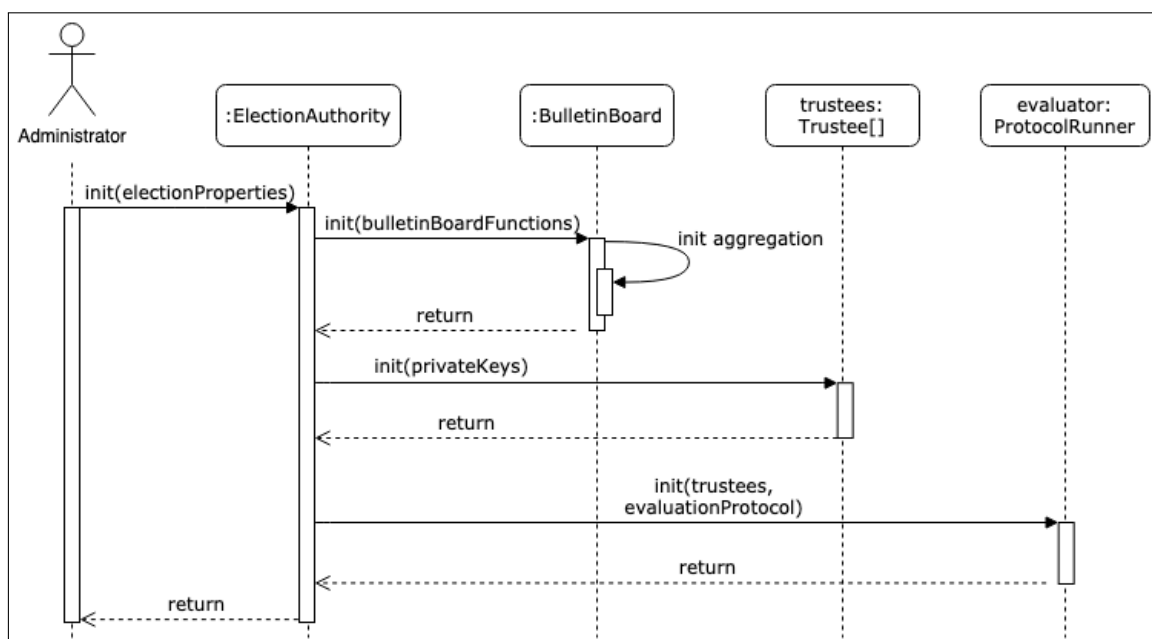 Administrator
:ElectionAuthority
:BulletinBoard
trustees:
Trustee[]
evaluator:
ProtocolRunner
init(electionProperties)
init(bulletinBoardFunctions)
init aggregation
return
init(privateKeys)
return
init(trustees,
evaluationProtocol)
return
return